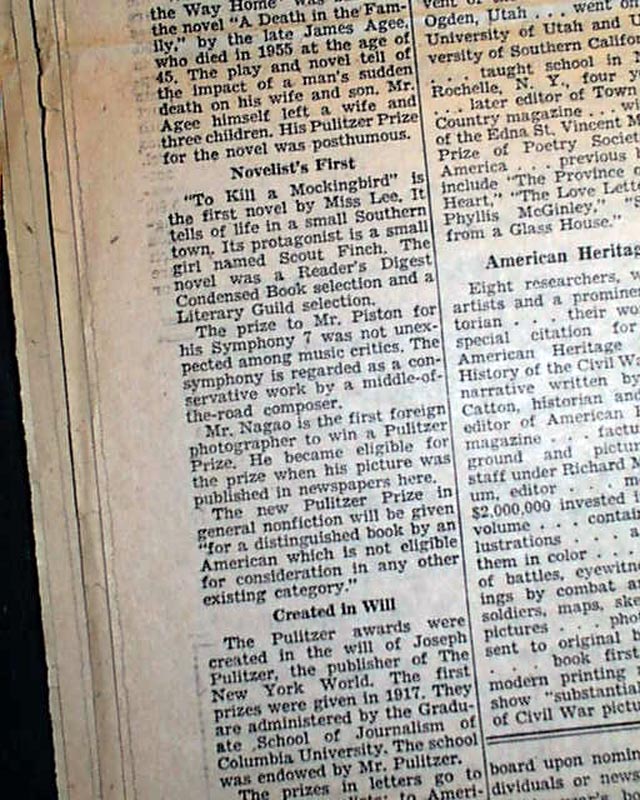 the Way Home" was
the novel "A Death in the Fam-
ily," by the late James Agee,
who died in 1955 at the age of
45. The play and novel tell of
the impact of a man's sudden
death on his wife and son. Mr.
Agee himself left a wife and
three children. His Pulitzer Prize
for the novel was posthumous.
Novelist's First
"To Kill a Mockingbird" is
the first novel by Miss Lee. It
tells of life in a small Southern
town. Its protagonist is a small
girl named Scout Finch. The
novel was a Reader's Digest
Condensed Book selection and a
Literary Guild selection.
The prize to Mr. Piston for
his Symphony 7 was not unex-
pected among music critics. The
symphony is regarded as a con-
servative work by a middle-of-
the-road composer.
Mr. Nagao is the first foreign
photographer to win a Pulitzer
Prize. He became eligible for
the prize when his picture was
published in newspapers here.
The new Pulitzer Prize in
general nonfiction will be given
"for a distinguished book by an
American which is not eligible
for consideration in any other
existing category."
Created in Will
The Pulitzer awards were
created in the will of Joseph
Pulitzer, the publisher of The
New York World. The first
prizes were given in 1917. They
are administered by the Gradu-
ate School of Journalism of
Columbia University. The school
was endowed by Mr. Pulitzer.
The prizes in letters go to
to Ameri-
Ogden, Utah . . . went
University of Utah and
versity of Southern Califor
. . . taught school in
Rochelle, N. Y., four
. . . later editor of Town
Country magazine . . .
of the Edna St. Vincent M
Prize of Poetry Societ
America . . . previous
include "The Province o
Heart," "The Love Lett
Phyllis McGinley," "S
from a Glass House."
American Heritag
Eight researchers,
artists and a prominen
torian . . . their wo
special citation for
American Heritage
History of the Civil Wa
narrative written by
Catton, historian and
editor of American
magazine . . . factu
ground and pictur
staff under Richard
um, editor . . . m
$2,000,000 invested
volume . . . contain
lustrations . . . a
them in color . . .
of battles, eyewitne
ings by combat a
soldiers, maps, ske
pictures . . . phot
sent to original
. . . book first
modern printing
show "substantial
of Civil War pictu
board upon nomin
dividuals or news